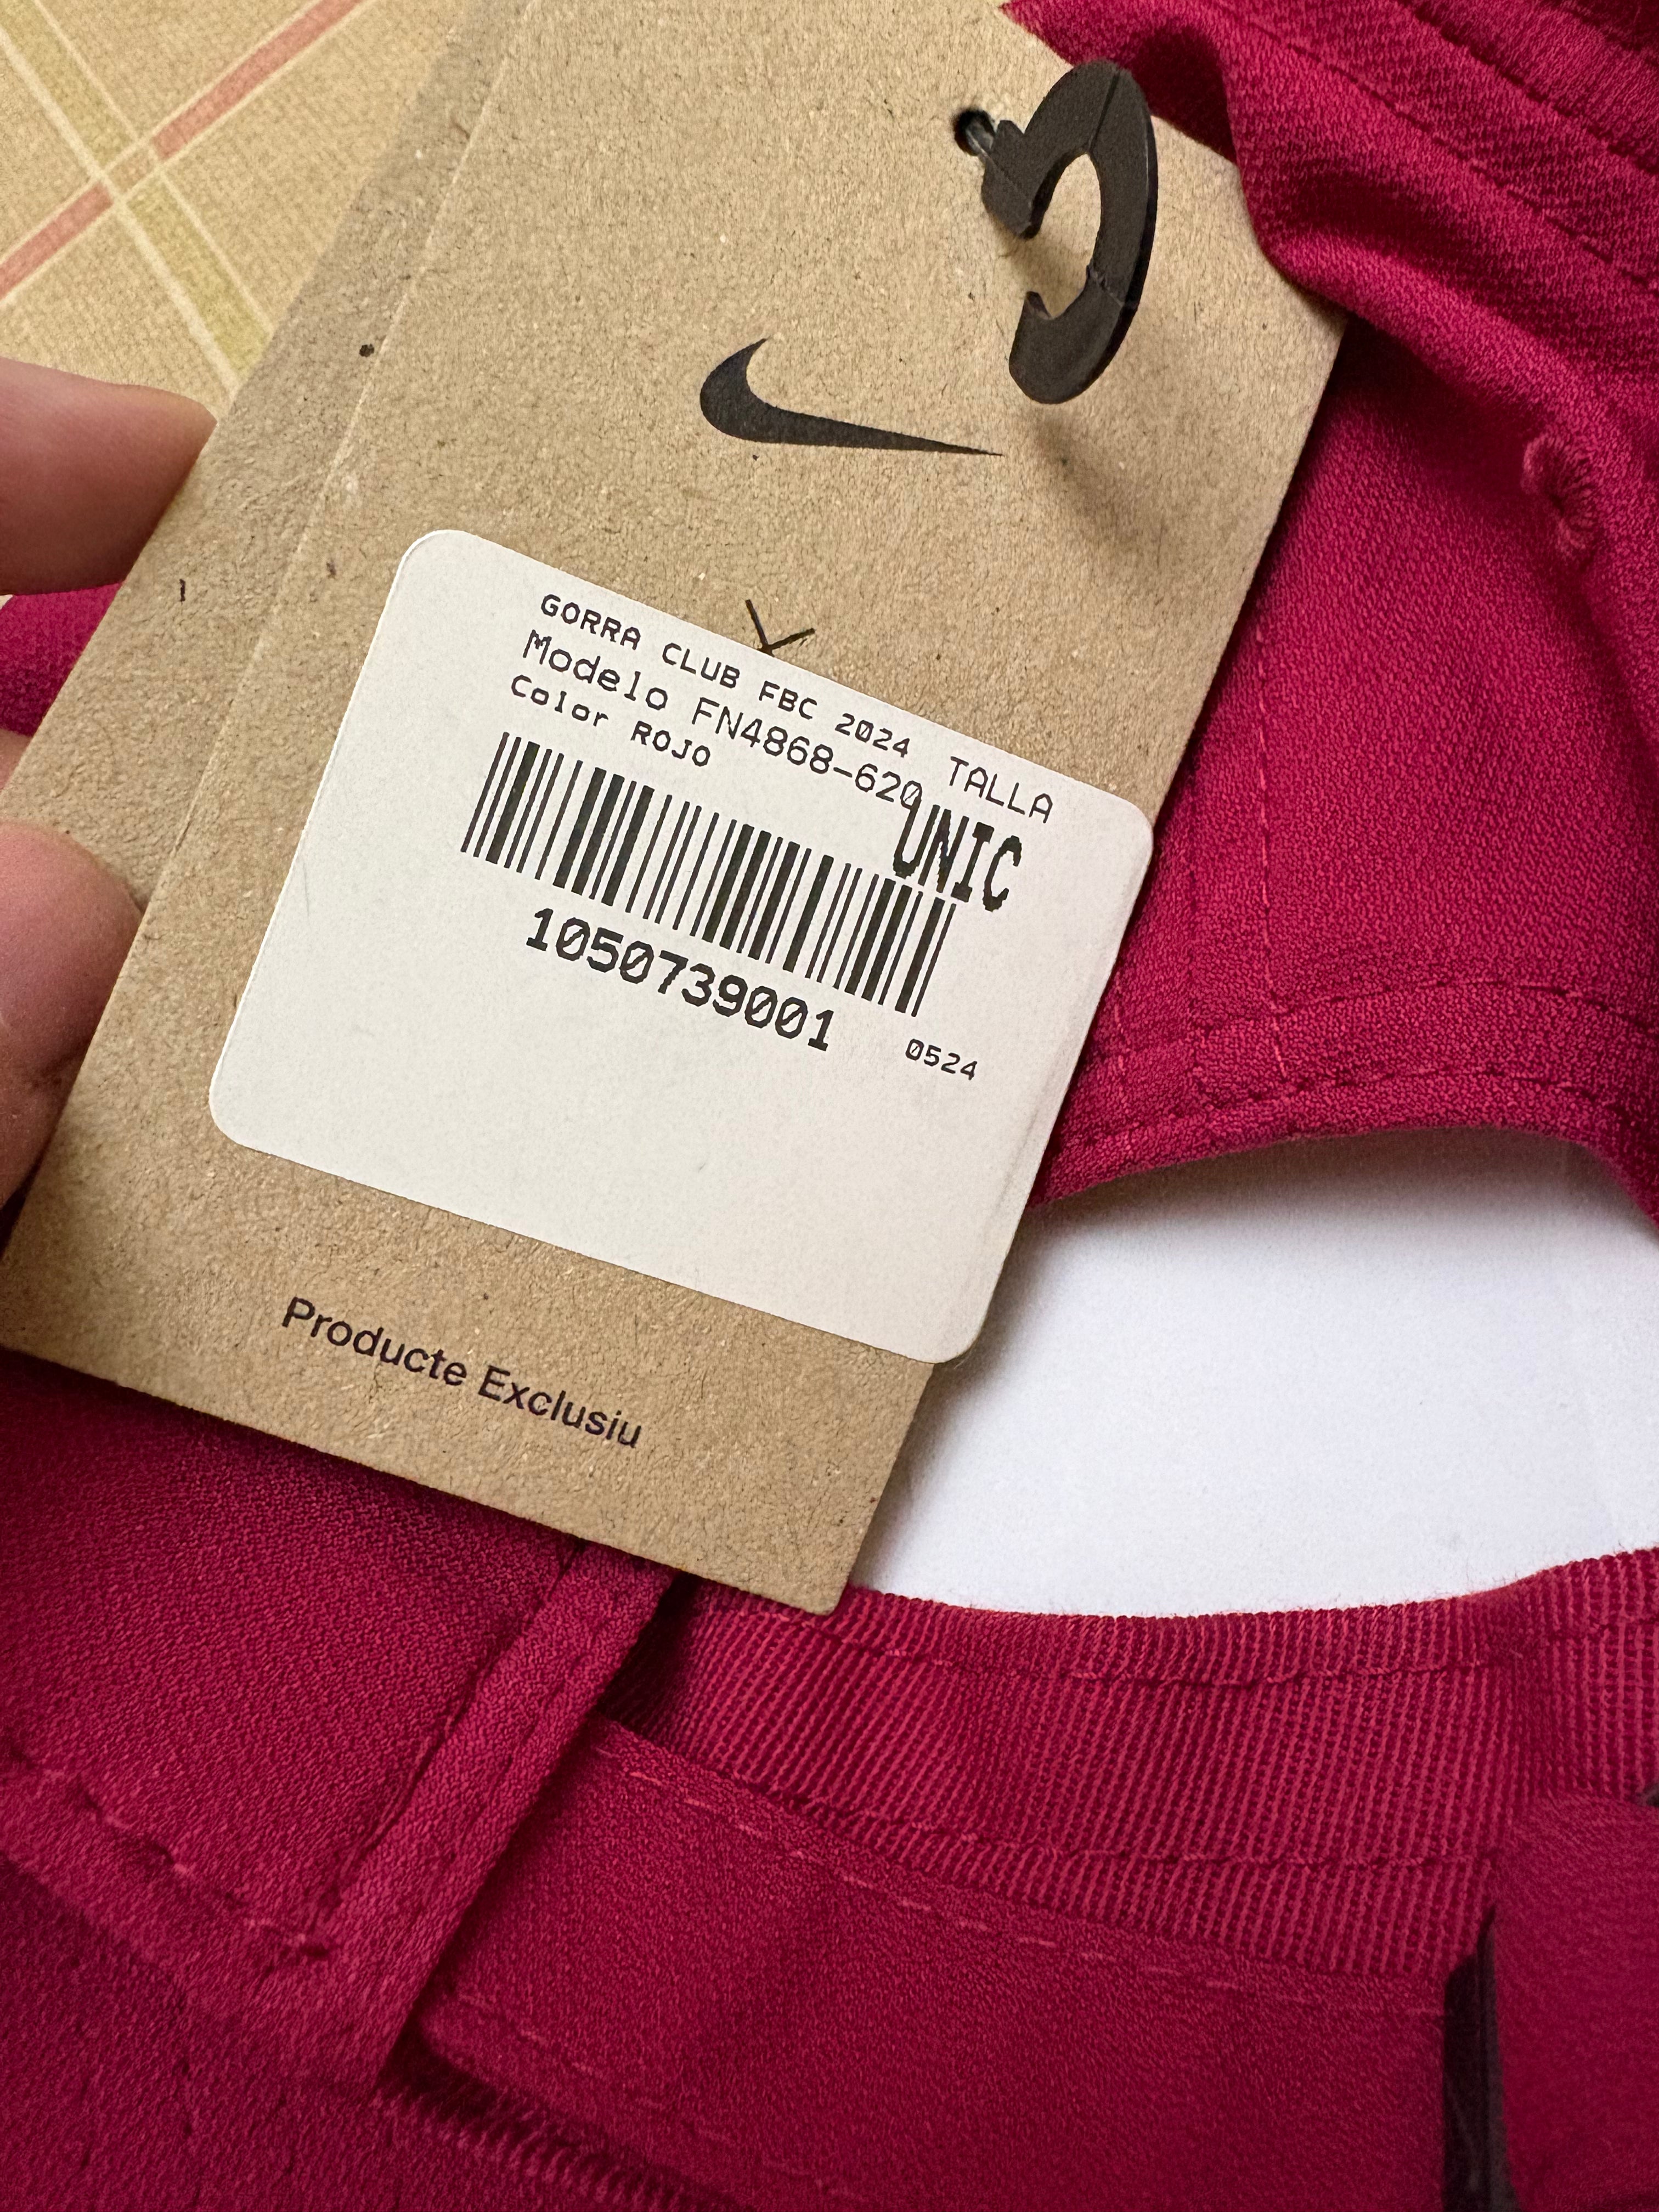 GORRA CLUB FBC 2024
Modelo FN4868-620
Color ROJO
TALLA
UNIC
1050739001
0524
Producte Exclusiu